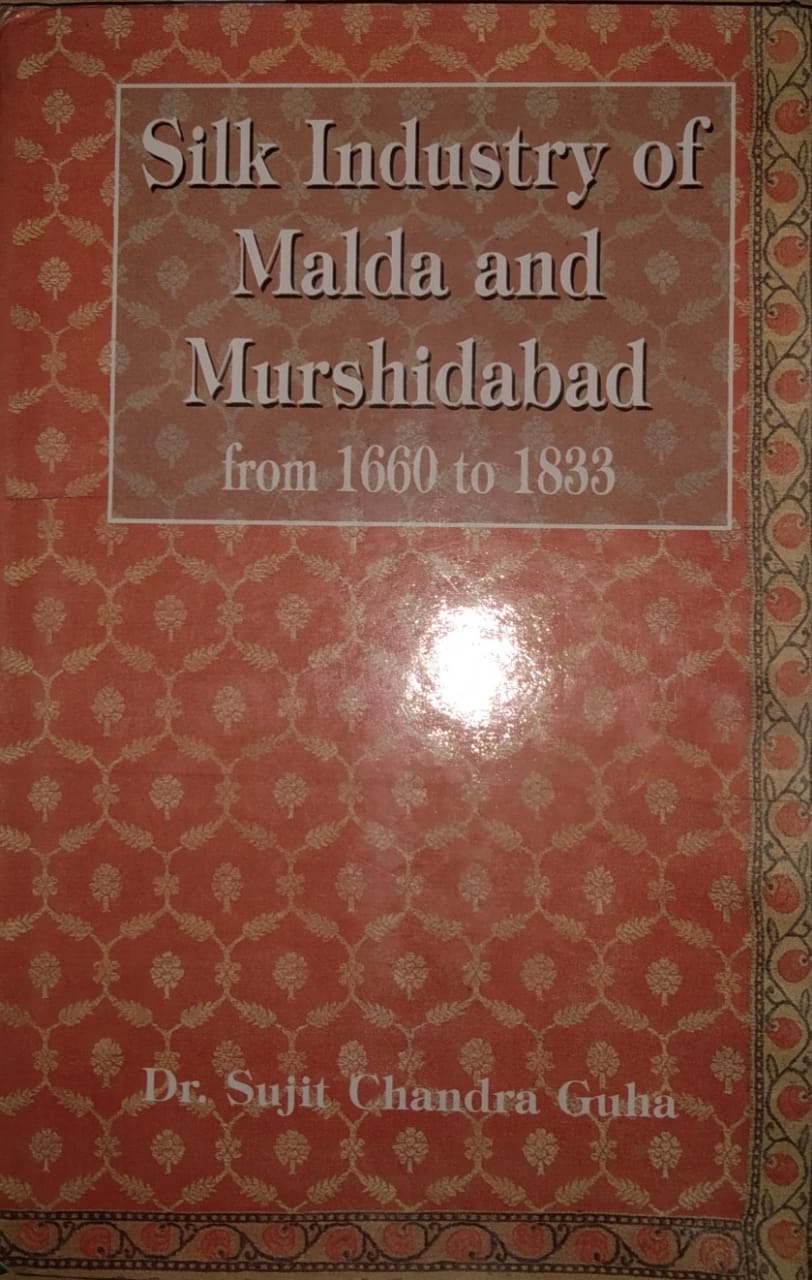 Silk Industry of
Malda and
Murshidabad
from 1660 to 1833
Dr. Sujit Chandra Guha